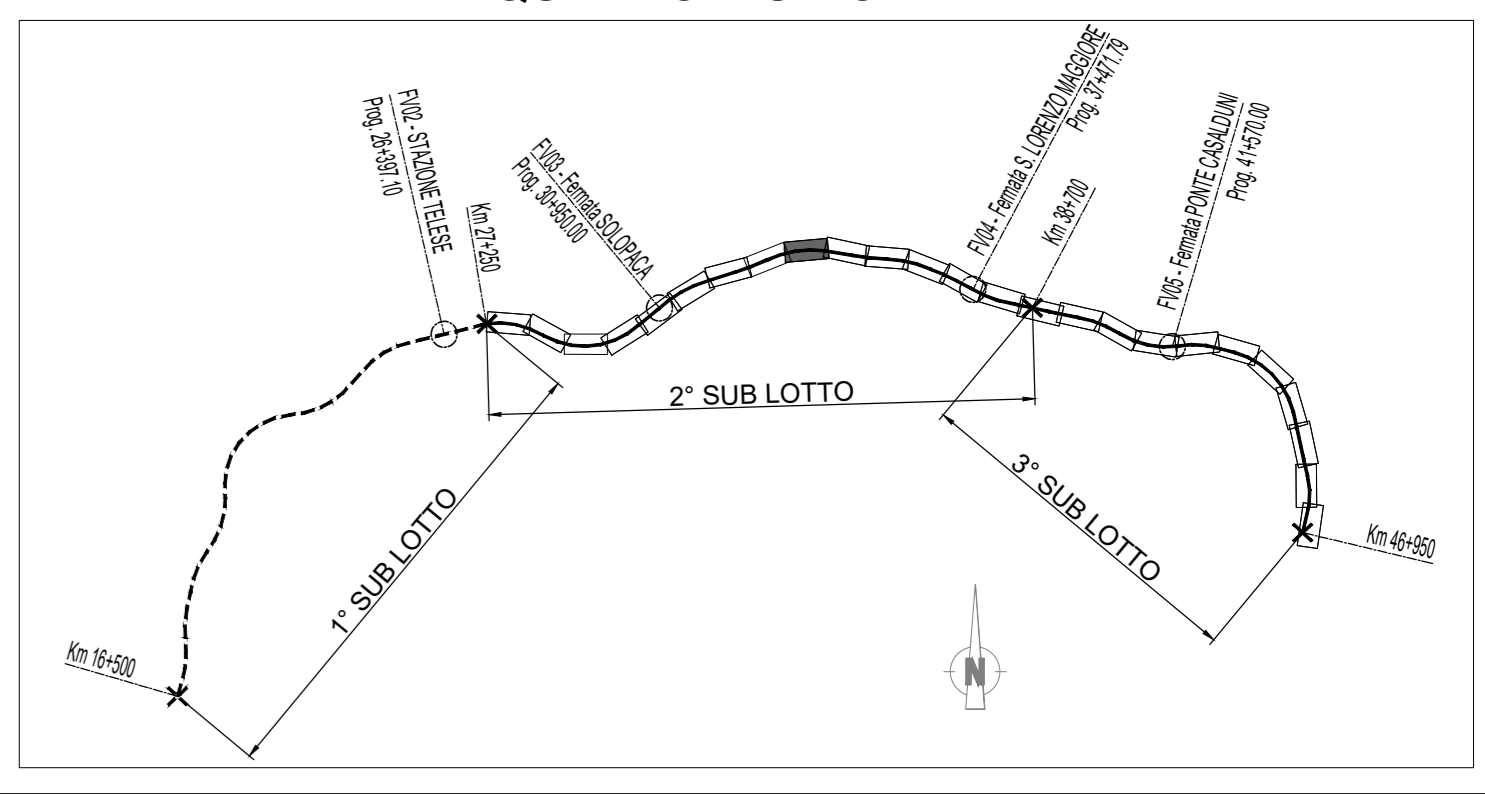 FV02 - STAZIONE TELESE
Prog. 26+397.10
Km 27+250
FV03 - Fermata SOLOPACA
Prog. 30+950.00
FV04 - Fermata S. LORENZO MAGGIORE
Prog. 37+471.79
Km 38+700
FV05 - Fermata PONTE CASALDUNI
Prog. 41+570.00
2° SUB LOTTO
1° SUB LOTTO
3° SUB LOTTO
Km 46+950
Km 16+500
N